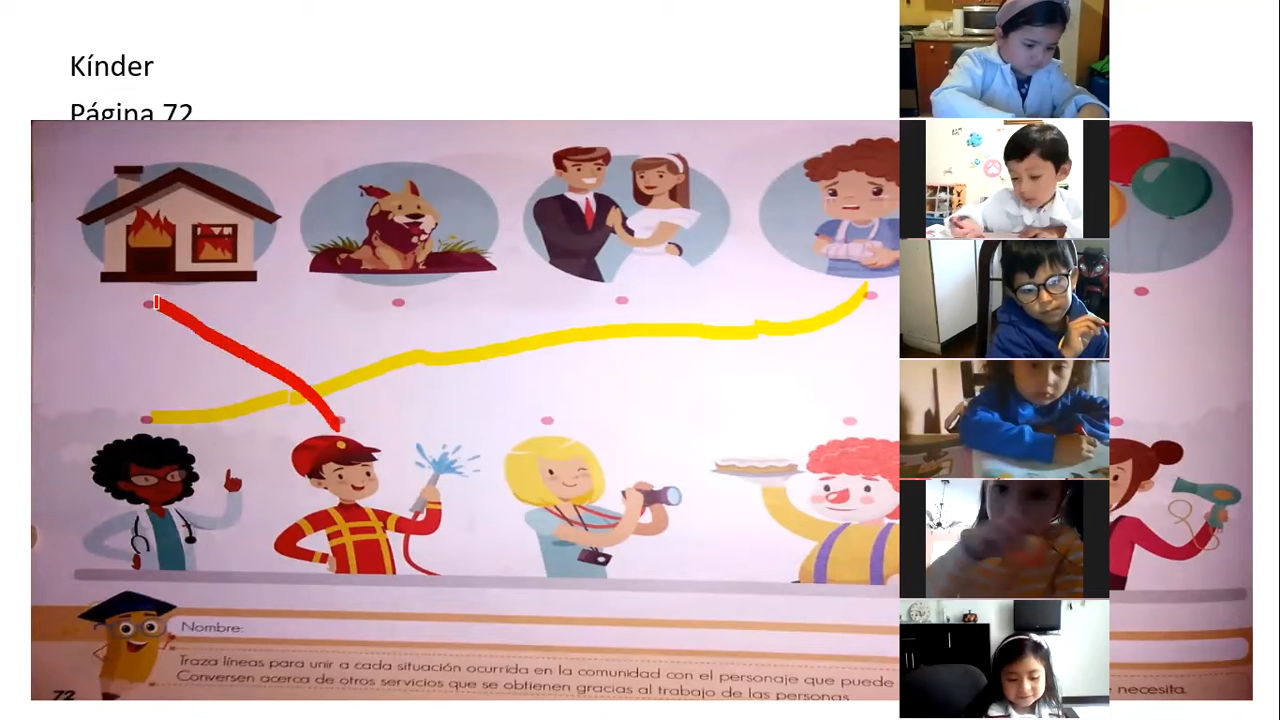 Kínder
Página 72
Nombre:
Traza líneas para unir a cada situación ocurrida en la comunidad con el personaje que puede
necesita.
Conversen acerca de otros servicios que se obtienen gracias al trabajo de las personas.
72